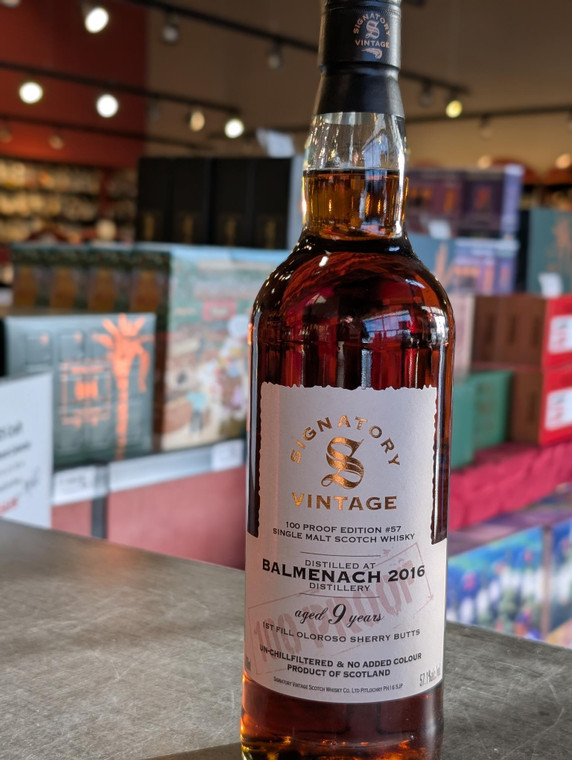 SIGNATORY
S
VINTAGE
SIGNATORY
S
VINTAGE
100 PROOF EDITION #57
SINGLE MALT SCOTCH WHISKY
DISTILLED AT
BALMENACH 2016
DISTILLERY
aged 9 years
100 PROOF
1ST FILL OLOROSO SHERRY BUTTS
UN-CHILLFILTERED & NO ADDED COLOUR
PRODUCT OF SCOTLAND
SIGNATORY VINTAGE SCOTCH WHISKY CO. LTD PITLOCHRY PH16 5JP
57.1%